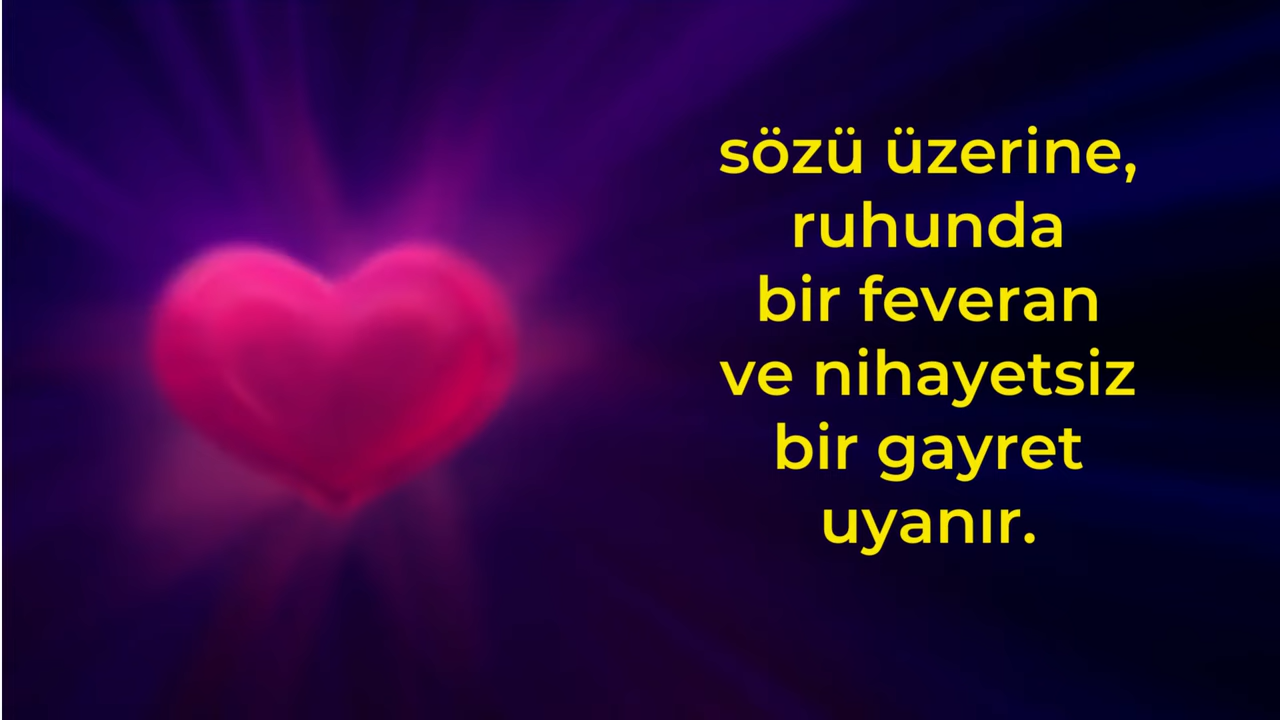 sözü üzerine,
ruhunda
bir feveran
ve nihayetsiz
bir gayret
uyanır.